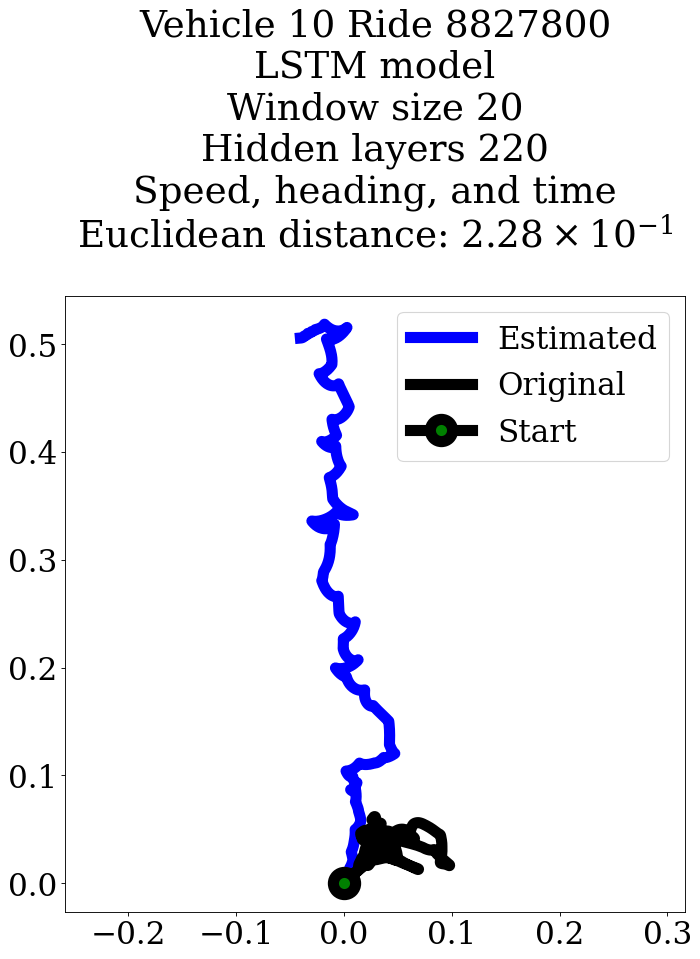 Vehicle 10 Ride 8827800
LSTM model
Window size 20
Hidden layers 220
Speed, heading, and time
Euclidean distance: 2.28 × 10⁻¹
Estimated
Original
Start
0.5
0.4
0.3
0.2
0.1
0.0
−0.2 −0.1 0.0 0.1 0.2 0.3